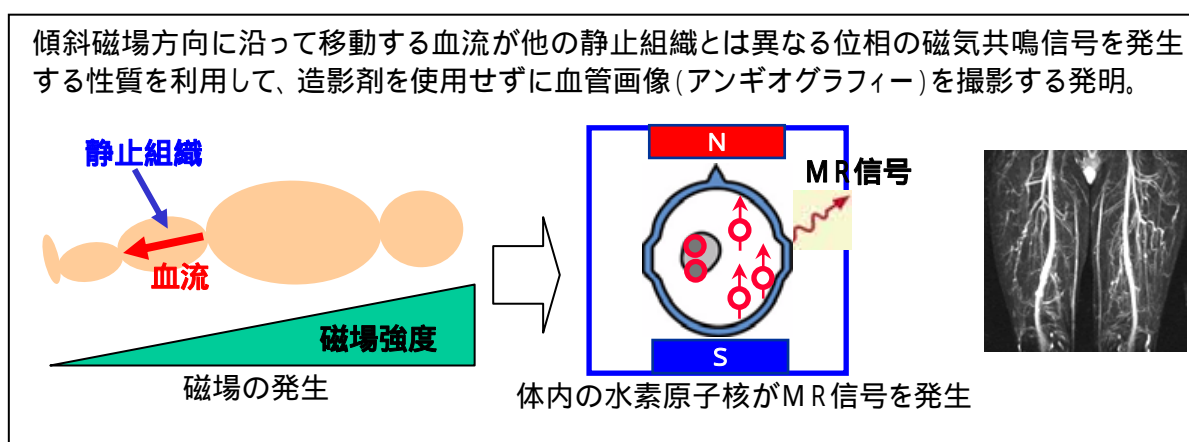 傾斜磁場方向に沿って移動する血流が他の静止組織とは異なる位相の磁気共鳴信号を発生
する性質を利用して、造影剤を使用せずに血管画像(アンギオグラフィー)を撮影する発明。
静止組織
血流
磁場強度
磁場の発生
N
MR信号
S
体内の水素原子核がMR信号を発生